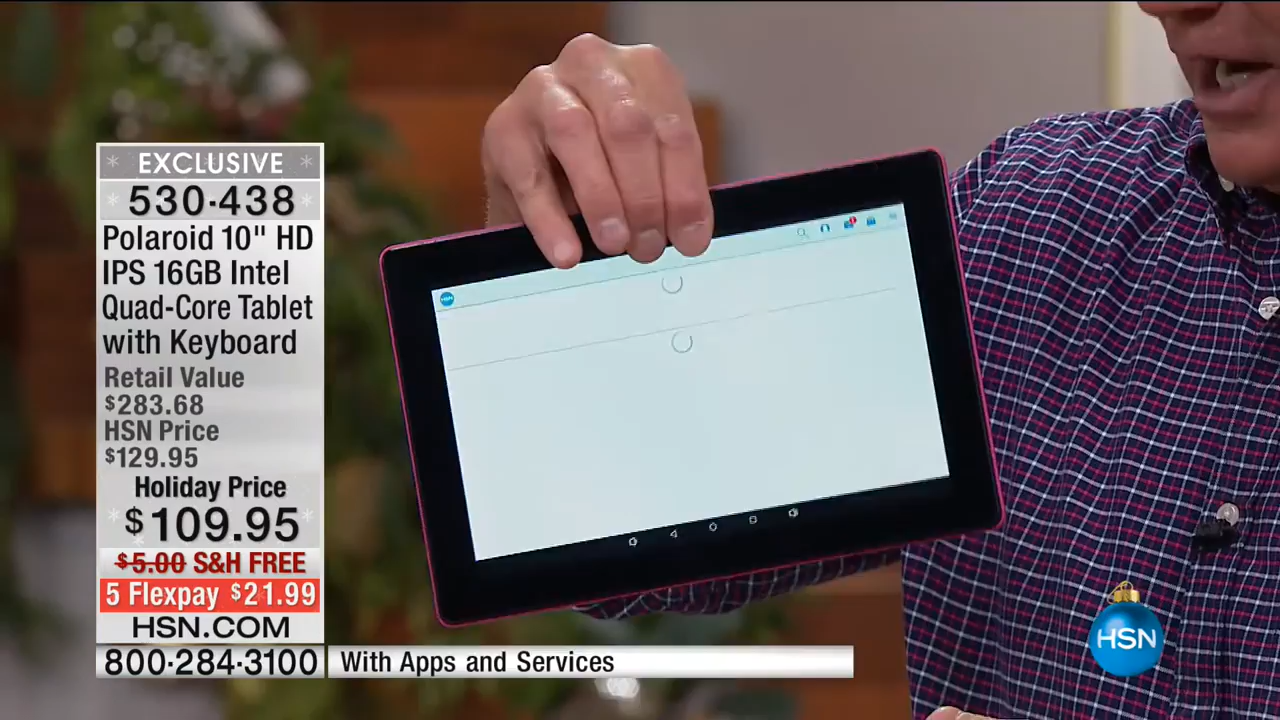 EXCLUSIVE
530-438
Polaroid 10" HD
IPS 16GB Intel
Quad-Core Tablet
with Keyboard
Retail Value
$283.68
HSN Price
$129.95
Holiday Price
$109.95
$5.00 S&H FREE
5 Flexpay $21.99
HSN.COM
800-284-3100 With Apps and Services
HSN
HSN